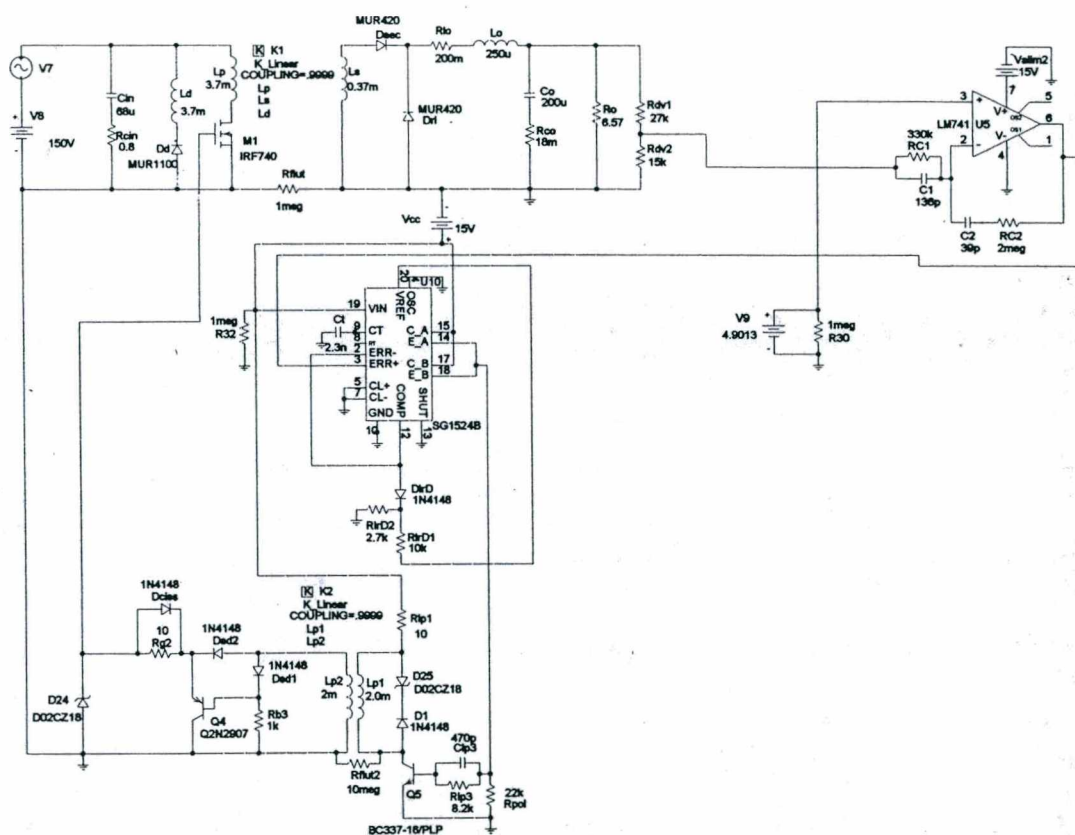 MUR420
Dsec
Rlo
200m
Lo
250u
K K1
K_Linear
COUPLING=.9999
Lp
Ls
Ld
V7
V8
150V
Cin
68u
Rcin
0.8
Ld
3.7m
Dd
MUR1100
Lp
3.7m
M1
IRF740
Ls
0.37m
MUR420
Drl
Co
200u
Rco
18m
Ro
6.57
Rdv1
27k
Rdv2
15k
Rflut
1meg
Valim2
15V
7
3
+
V+
5
OS2
LM741
U5
6
OS1
2
-
V-
1
4
330k
RC1
C1
136p
C2
39p
RC2
2meg
Vcc
15V
V9
4.9013
1meg
R30
1meg
R32
Ct
2.3n
20
4
U10
OSC
VREF
19
VIN
9
CT
8
RT
2
ERR-
3
ERR+
5
CL+
7
CL-
GND
COMP
SHUT
C_A
15
E_A
14
C_B
17
E_B
18
10
12
13
SG1524B
DlrD
1N4148
RlrD2
2.7k
RlrD1
10k
K K2
K_Linear
COUPLING=.9999
Lp1
Lp2
Rlp1
10
1N4148
Dcies
10
Rg2
1N4148
Dsd2
1N4148
Dsd1
D24
D02CZ18
Q4
Q2N2907
Rb3
1k
Lp2
2m
Lp1
2.0m
D25
D02CZ18
D1
1N4148
Rflut2
10meg
470p
Clp3
Rlp3
8.2k
Q5
BC337-16/PLP
22k
Rpol